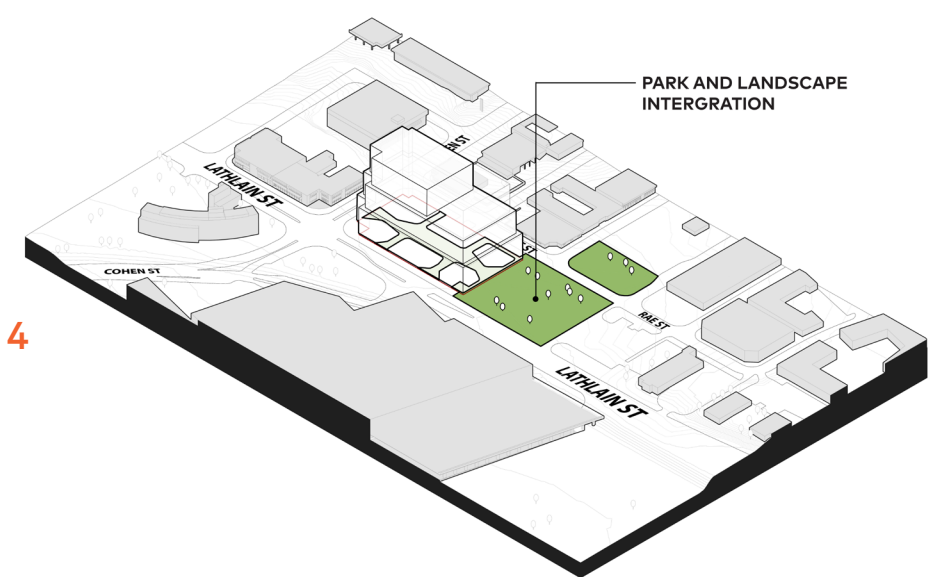 PARK AND LANDSCAPE
INTERGRATION
LATHLAIN ST
COHEN ST
4
RAE ST
LATHLAIN ST